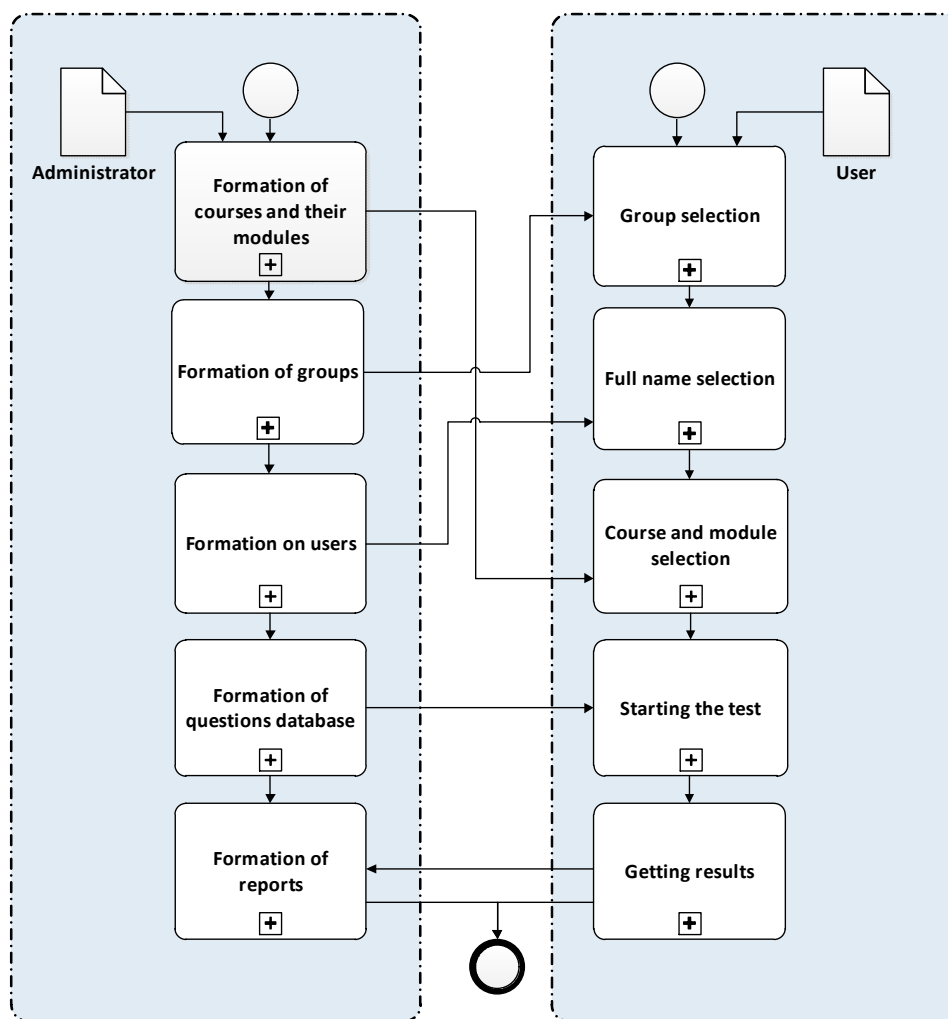 Administrator
Formation of
courses and their
modules
Formation of groups
Formation on users
Formation of
questions database
Formation of
reports
User
Group selection
Full name selection
Course and module
selection
Starting the test
Getting results